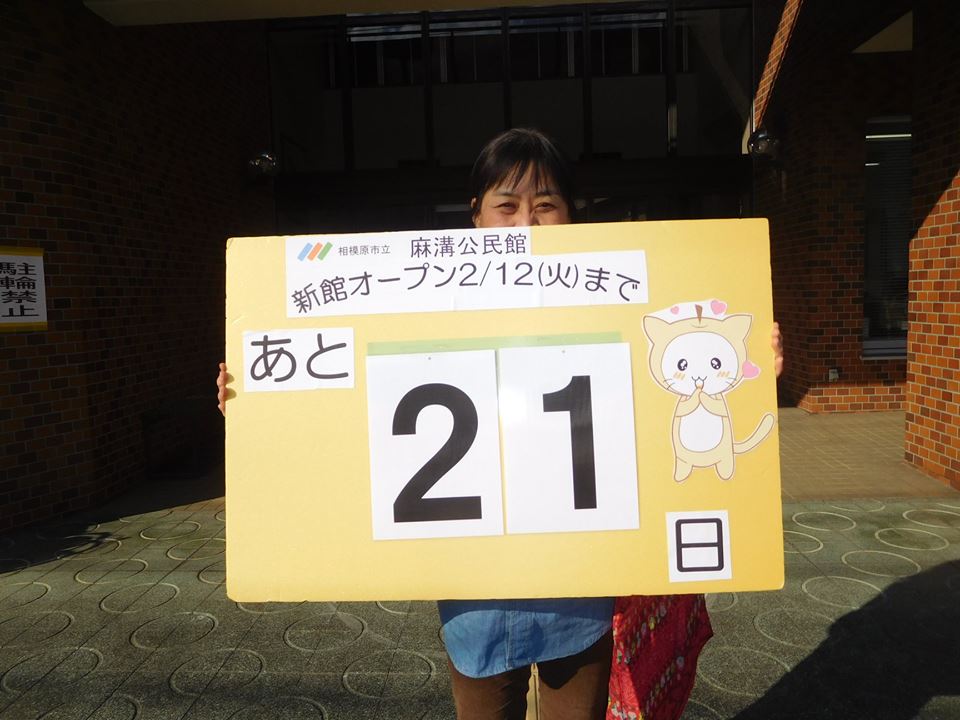 相模原市立 麻溝公民館
新館オープン2/12(火)まで
あと
21
日
駐輪禁止